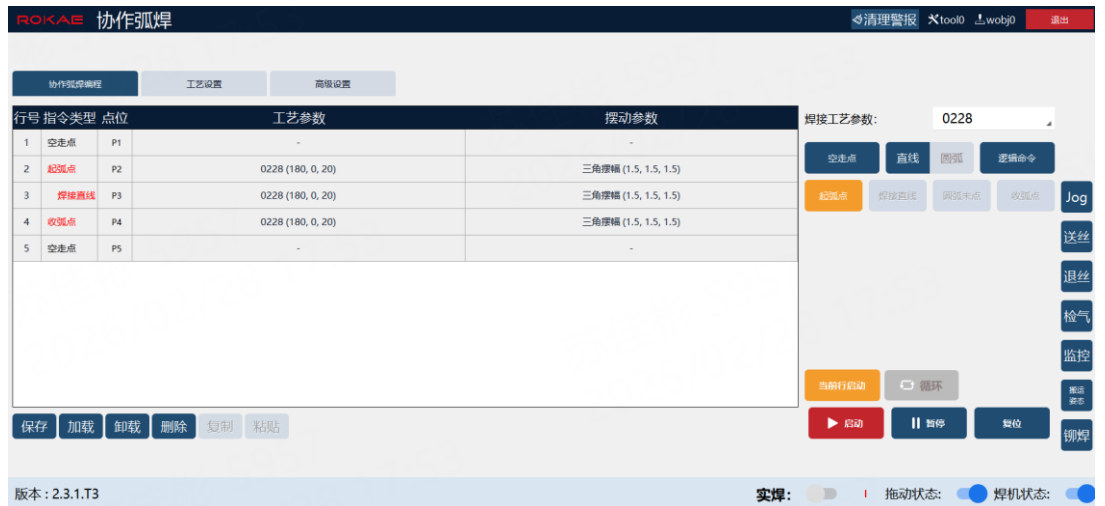 ROKAE 协作弧焊 清理警报 tool0 wobj0 退出
协作弧焊编程 工艺设置 高级设置
行号 指令类型 点位 工艺参数 摆动参数
1 空走点 P1 - -
2 起弧点 P2 0228 (180, 0, 20) 三角摆幅 (1.5, 1.5, 1.5)
3 焊接直线 P3 0228 (180, 0, 20) 三角摆幅 (1.5, 1.5, 1.5)
4 收弧点 P4 0228 (180, 0, 20) 三角摆幅 (1.5, 1.5, 1.5)
5 空走点 P5 - -
焊接工艺参数: 0228
空走点 直线 圆弧 逻辑命令
起弧点 焊接直线 圆弧末点 收弧点
Jog
送丝
退丝
检气
监控
搬运
姿态
铆焊
当前行启动 循环
启动 暂停 复位
保存 加载 卸载 删除 复制 粘贴
版本 : 2.3.1.T3
实焊: 拖动状态: 焊机状态: